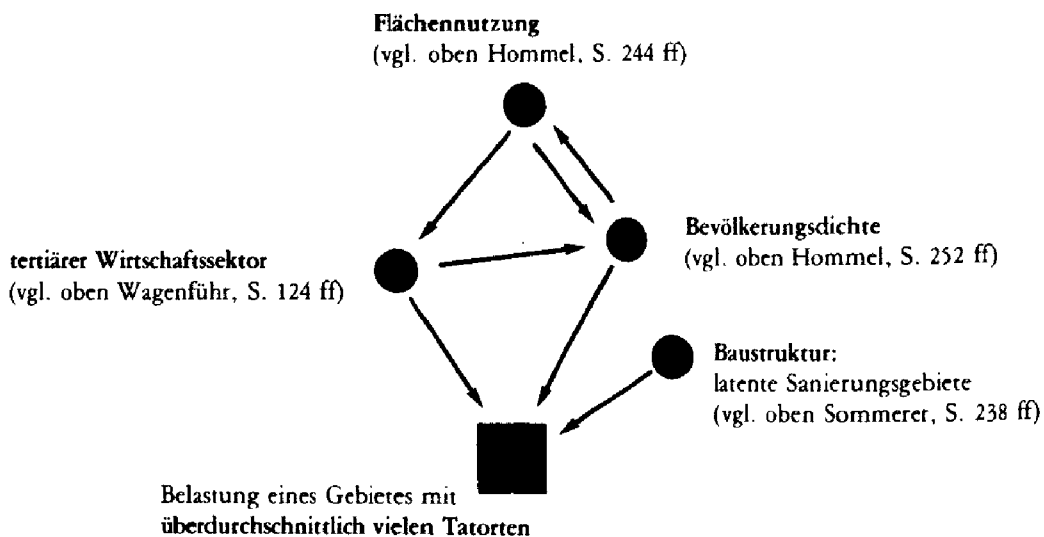 Flächennutzung
(vgl. oben Hommel, S. 244 ff)
Bevölkerungsdichte
(vgl. oben Hommel, S. 252 ff)
tertiärer Wirtschaftssektor
(vgl. oben Wagenführ, S. 124 ff)
Baustruktur:
latente Sanierungsgebiete
(vgl. oben Sommerer, S. 238 ff)
Belastung eines Gebietes mit
überdurchschnittlich vielen Tatorten